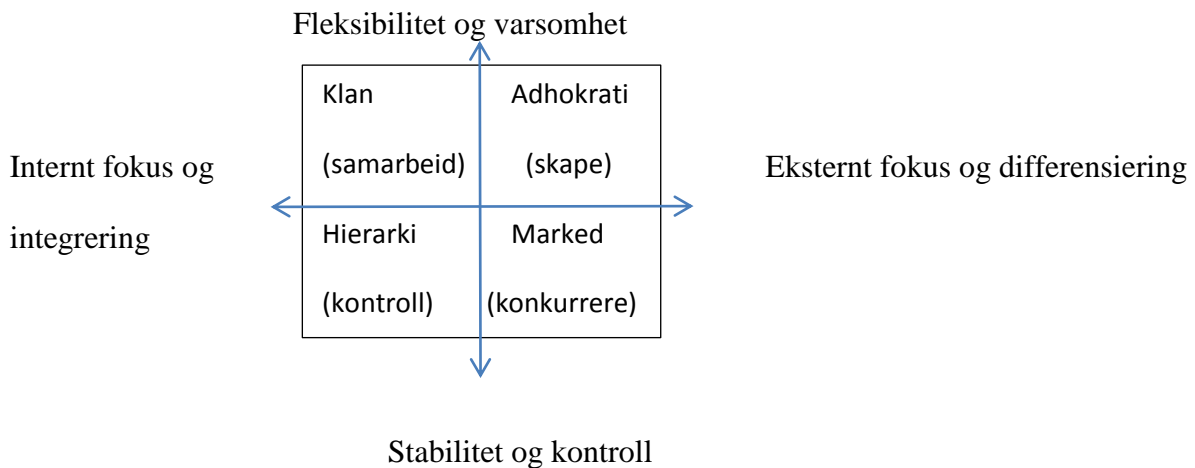 Fleksibilitet og varsomhet
Klan
Adhokrati
(samarbeid)
(skape)
Internt fokus og
integrering
Eksternt fokus og differensiering
Hierarki
Marked
(kontroll)
(konkurrere)
Stabilitet og kontroll